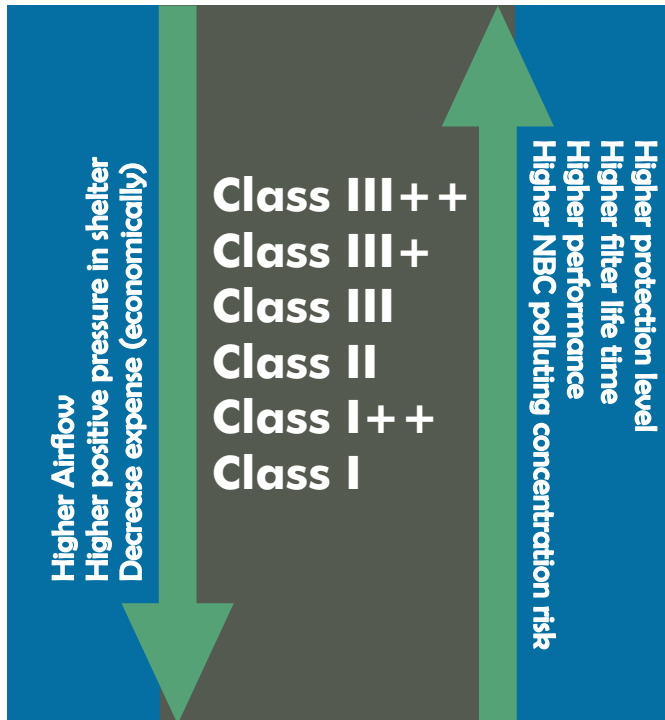 Higher Airflow
Higher positive pressure in shelter
Decrease expense (economically)
Class III++
Class III+
Class III
Class II
Class I++
Class I
Higher protection level
Higher filter life time
Higher performance
Higher NBC polluting concentration risk